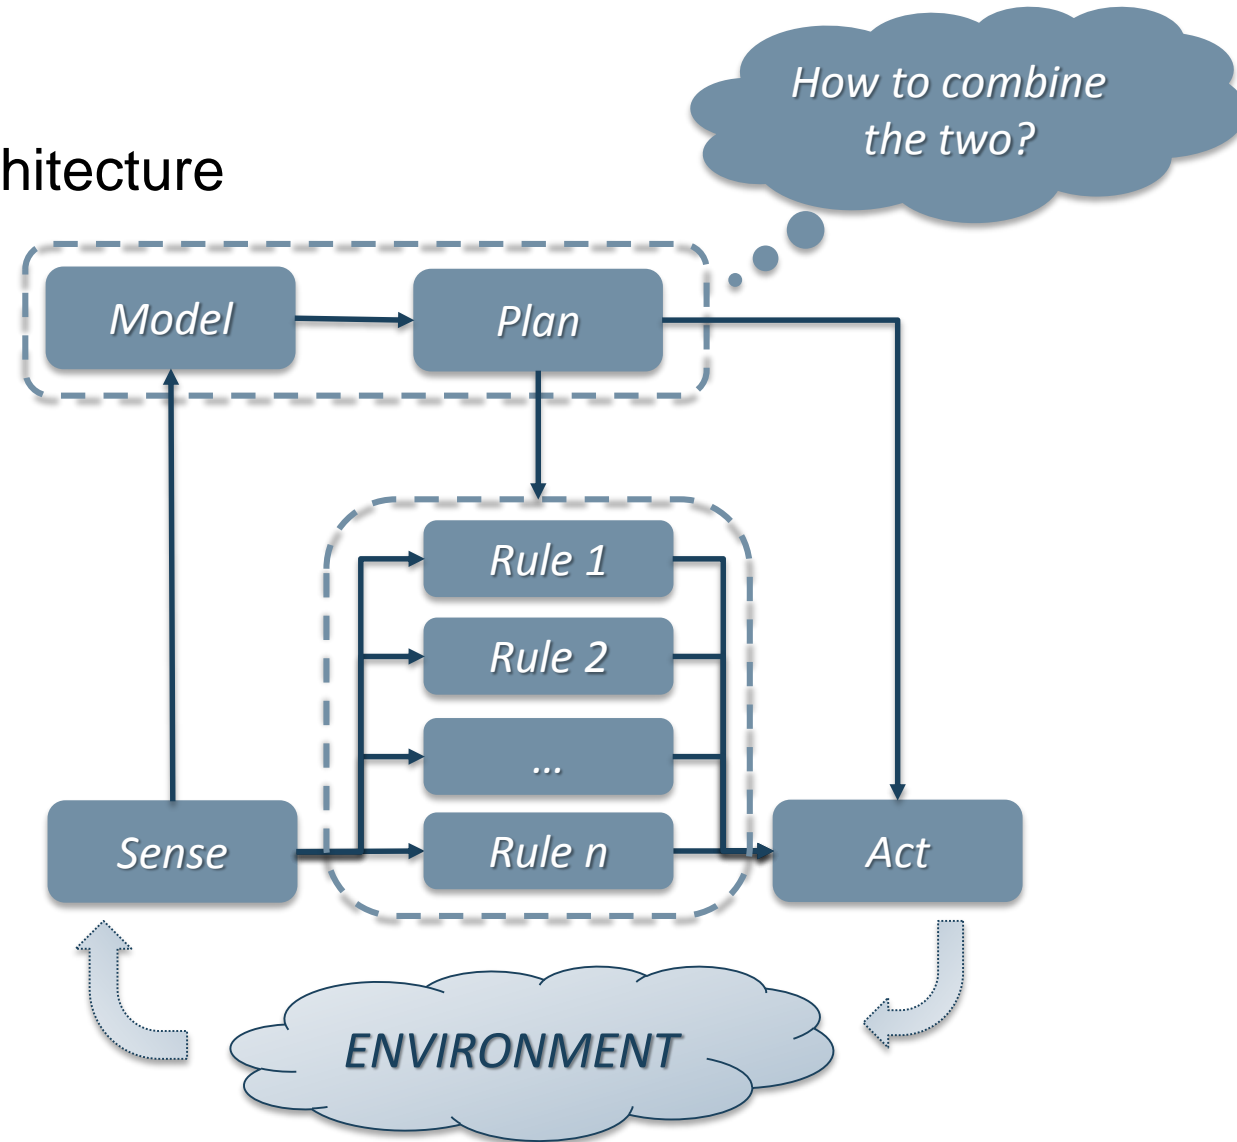 How to combine
the two?
hitecture
Model
Plan
Rule 1
Rule 2
...
Rule n
Sense
Act
ENVIRONMENT